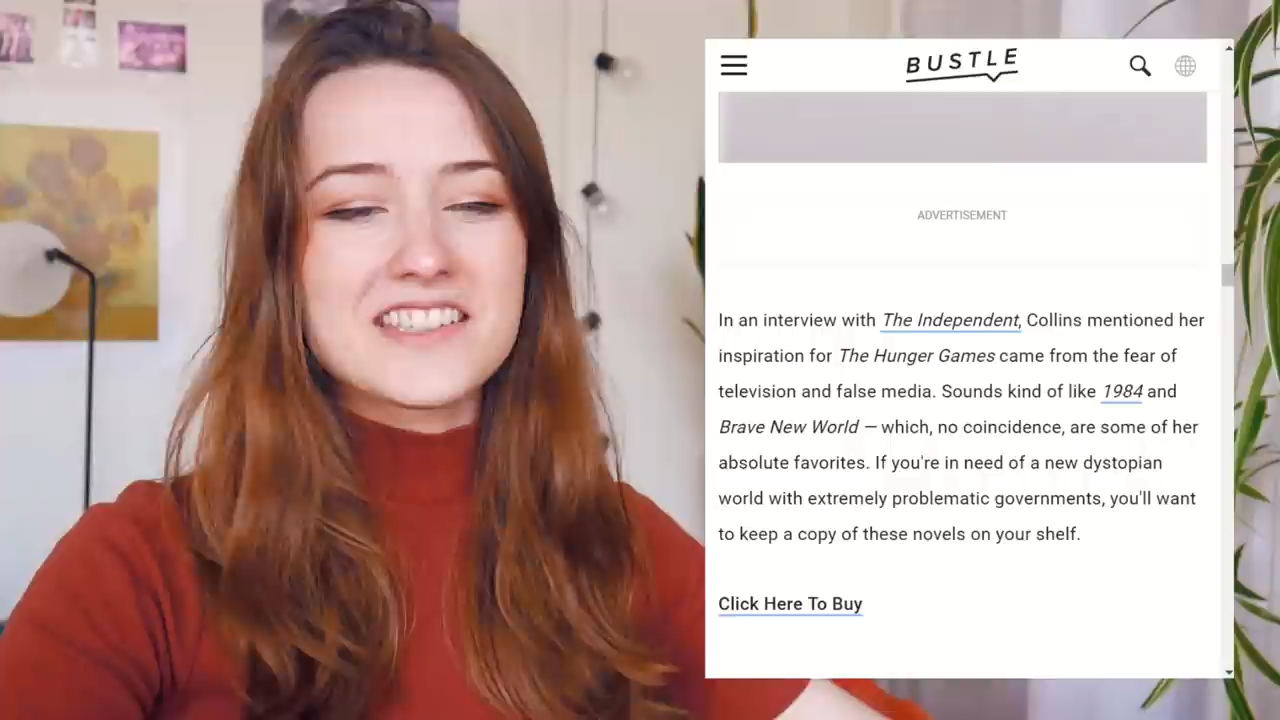 BUSTLE
ADVERTISEMENT
In an interview with The Independent, Collins mentioned her
inspiration for The Hunger Games came from the fear of
television and false media. Sounds kind of like 1984 and
Brave New World — which, no coincidence, are some of her
absolute favorites. If you're in need of a new dystopian
world with extremely problematic governments, you'll want
to keep a copy of these novels on your shelf.
Click Here To Buy